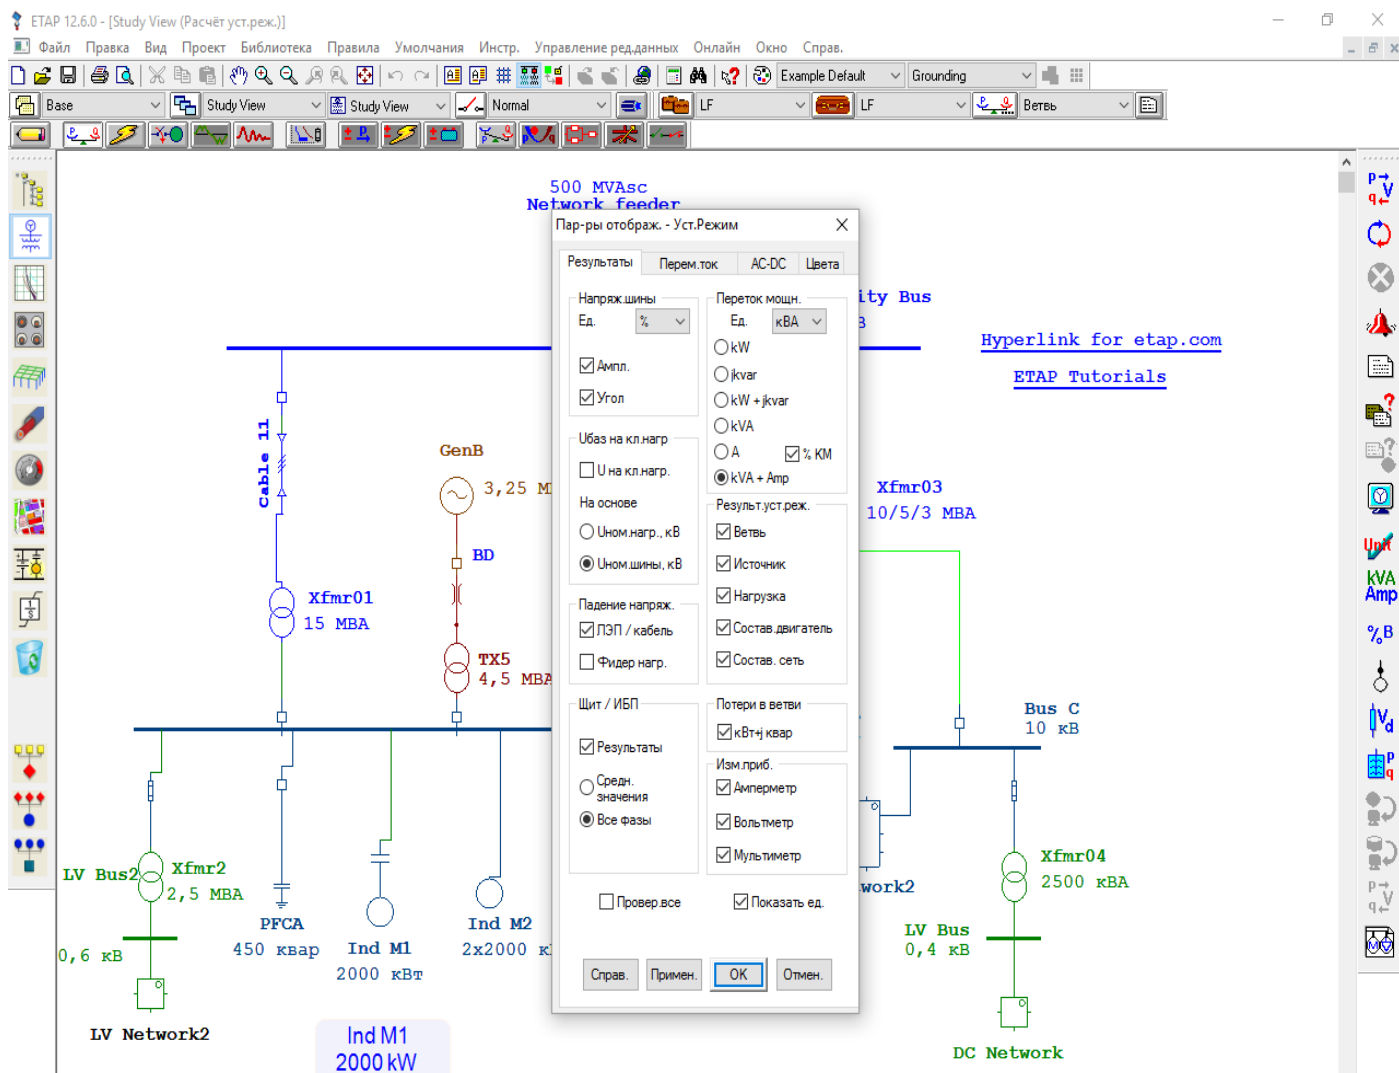 ETAP 12.6.0 - [Study View (Расчёт уст.реж.)]
Файл Правка Вид Проект Библиотека Правила Умолчания Инстр. Управление ред.данных Онлайн Окно Справ.
Example Default Grounding
Base Study View Study View Normal LF LF Ветвь
500 MVAsc
Network feeder
Пар-ры отображ. - Уст.Режим
Результаты Перем.ток AC-DC Цвета
Напряж.шины
Ед. %
Ампл.
Угол
Uбаз на кл.нагр
U на кл.нагр.
На основе
Uном.нагр., кВ
Uном.шины, кВ
Падение напряж.
ЛЭП / кабель
Фидер нагр.
Щит / ИБП
Результаты
Средн.
значения
Все фазы
Переток мощн.
Ед. кВА
kW
jkvar
kW + jkvar
kVA
A % КМ
kVA + Amp
Результ.уст.реж.
Ветвь
Источник
Нагрузка
Состав.двигатель
Состав. сеть
Потери в ветви
кВт+j квар
Изм.приб.
Амперметр
Вольтметр
Мультиметр
Провер.все Показать ед.
Справ. Примен. OK Отмен.
ity Bus
В
Hyperlink for etap.com
ETAP Tutorials
Cable 11
GenB
3,25 М
BD
Xfmr01
15 МВА
TX5
4,5 МВА
Xfmr03
10/5/3 МВА
Bus C
10 кВ
LV Bus2
Xfmr2
2,5 МВА
0,6 кВ
LV Network2
PFCA
450 квар
Ind M1
2000 кВт
Ind M2
2x2000 к
work2
Xfmr04
2500 кВА
LV Bus
0,4 кВ
DC Network
Ind M1
2000 kW
Unit
kVA
Amp
%B
Vd